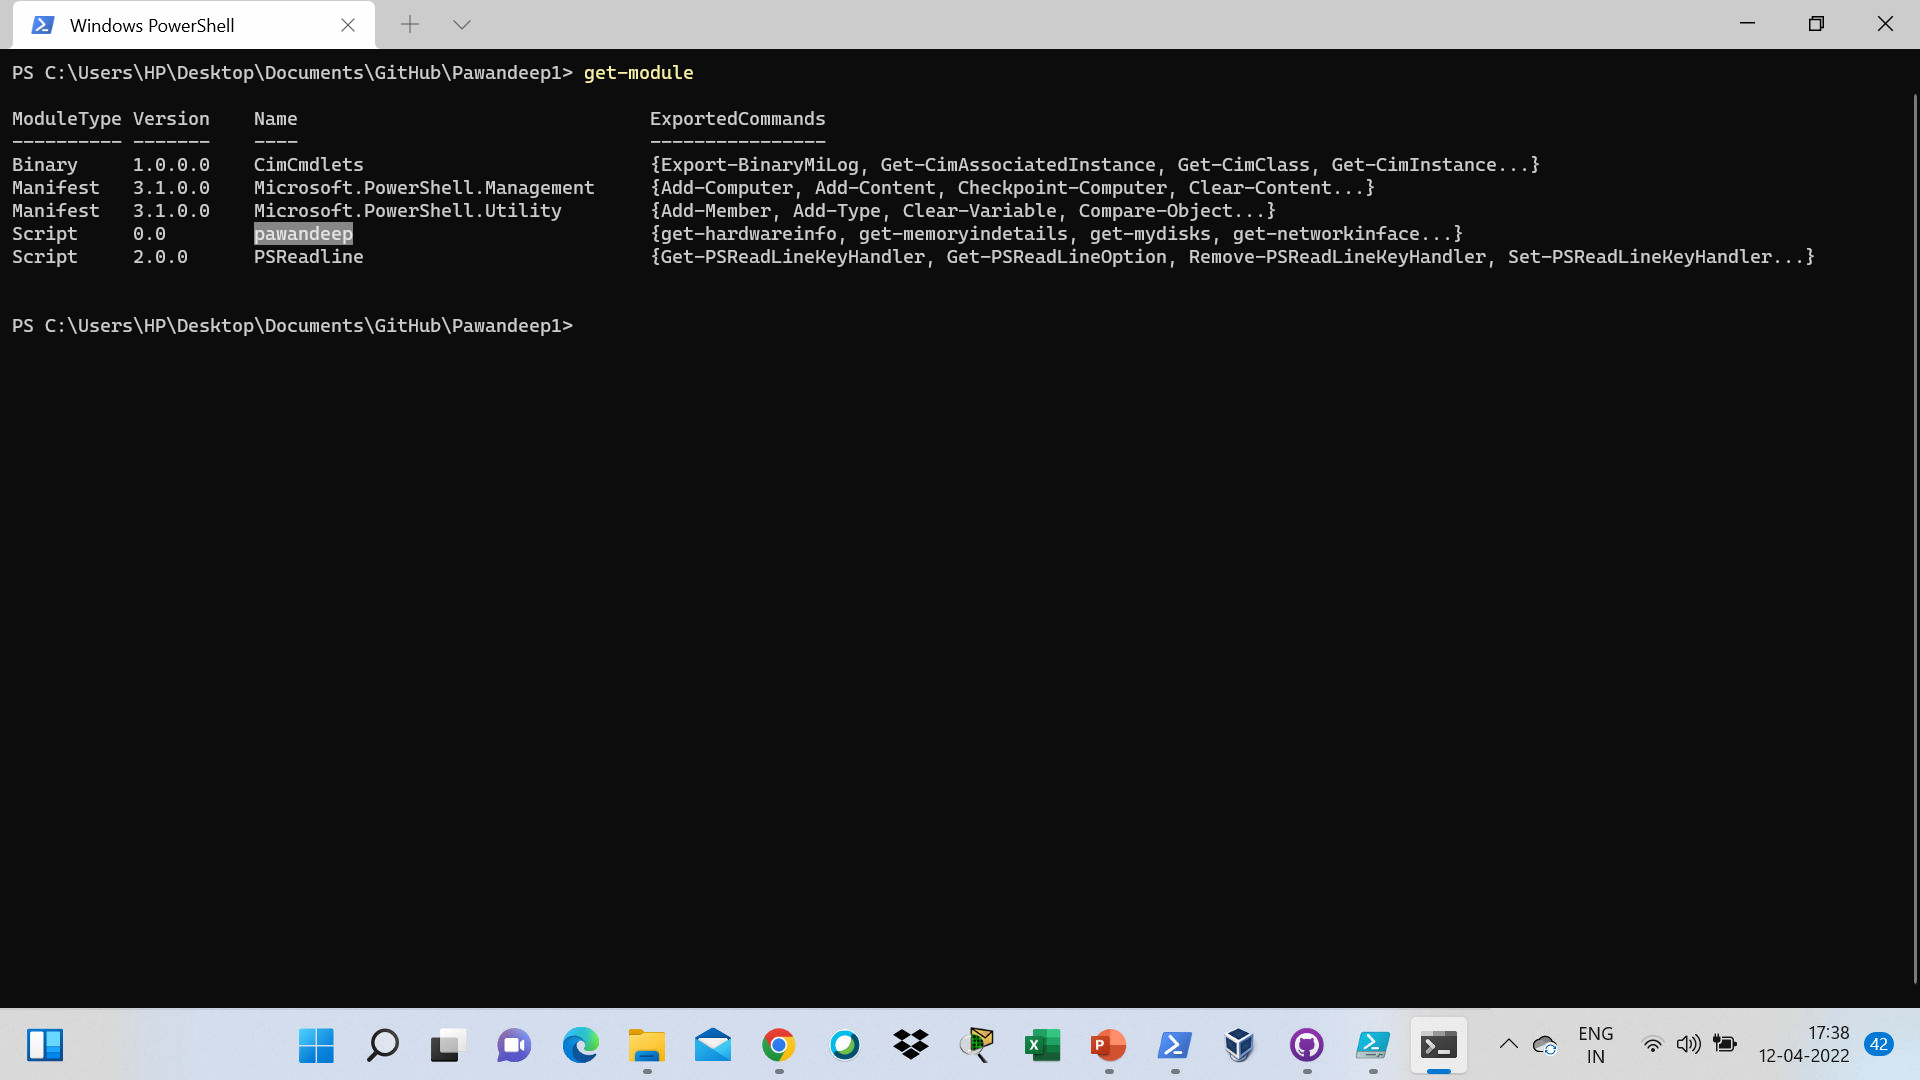 Windows PowerShell
PS C:\Users\HP\Desktop\Documents\GitHub\Pawandeep1> get-module
ModuleType Version    Name                                ExportedCommands
---------- -------    ----                                ----------------
Binary     1.0.0.0    CimCmdlets                          {Export-BinaryMiLog, Get-CimAssociatedInstance, Get-CimClass, Get-CimInstance...}
Manifest   3.1.0.0    Microsoft.PowerShell.Management     {Add-Computer, Add-Content, Checkpoint-Computer, Clear-Content...}
Manifest   3.1.0.0    Microsoft.PowerShell.Utility        {Add-Member, Add-Type, Clear-Variable, Compare-Object...}
Script     0.0        pawandeep                           {get-hardwareinfo, get-memoryindetails, get-mydisks, get-networkinface...}
Script     2.0.0      PSReadline                          {Get-PSReadLineKeyHandler, Get-PSReadLineOption, Remove-PSReadLineKeyHandler, Set-PSReadLineKeyHandler...}
PS C:\Users\HP\Desktop\Documents\GitHub\Pawandeep1>
ENG
IN
17:38
12-04-2022
42